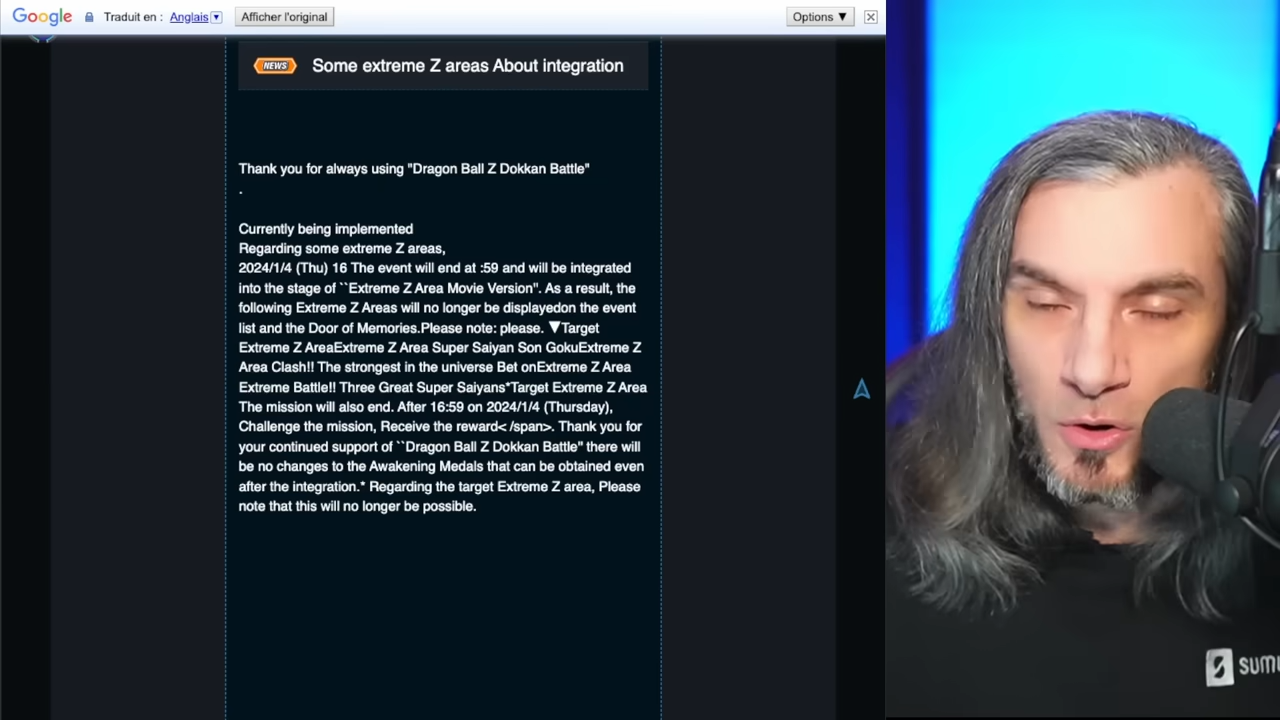 Google Traduit en : Anglais ▼ Afficher l'original Options ▼
NEWS Some extreme Z areas About integration
Thank you for always using "Dragon Ball Z Dokkan Battle"
.
Currently being implemented
Regarding some extreme Z areas,
2024/1/4 (Thu) 16 The event will end at :59 and will be integrated
into the stage of ``Extreme Z Area Movie Version". As a result, the
following Extreme Z Areas will no longer be displayedon the event
list and the Door of Memories.Please note: please. ▼Target
Extreme Z AreaExtreme Z Area Super Saiyan Son GokuExtreme Z
Area Clash!! The strongest in the universe Bet onExtreme Z Area
Extreme Battle!! Three Great Super Saiyans*Target Extreme Z Area
The mission will also end. After 16:59 on 2024/1/4 (Thursday),
Challenge the mission, Receive the reward< /span>. Thank you for
your continued support of ``Dragon Ball Z Dokkan Battle" there will
be no changes to the Awakening Medals that can be obtained even
after the integration.* Regarding the target Extreme Z area, Please
note that this will no longer be possible.